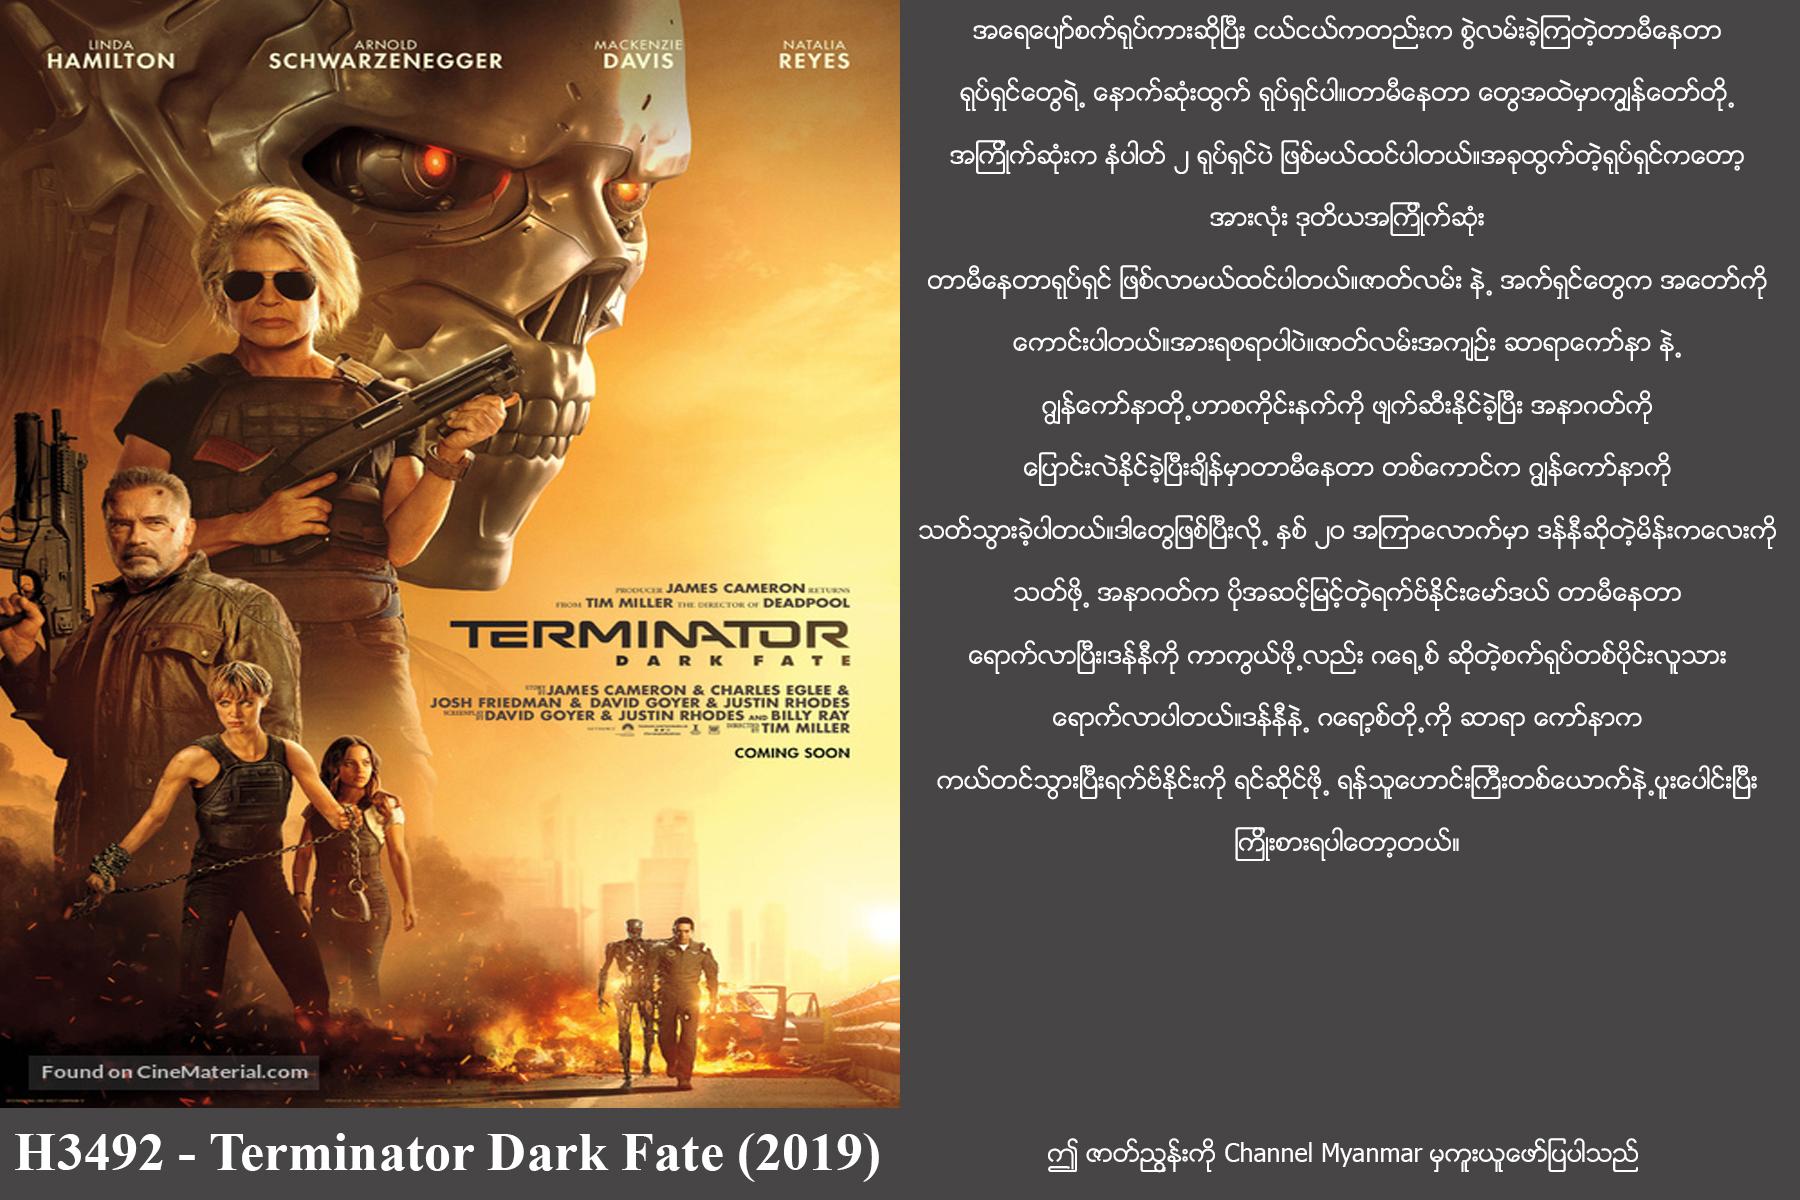 LINDA
HAMILTON
ARNOLD
SCHWARZENEGGER
MACKENZIE
DAVIS
NATALIA
REYES
PRODUCER JAMES CAMERON RETURNS
FROM TIM MILLER THE DIRECTOR OF DEADPOOL
TERMINATOR
DARK FATE
STORY BY JAMES CAMERON & CHARLES EGLEE &
JOSH FRIEDMAN & DAVID GOYER & JUSTIN RHODES
SCREENPLAY BY DAVID GOYER & JUSTIN RHODES AND BILLY RAY
DIRECTED BY TIM MILLER
COMING SOON
Found on CineMaterial.com
H3492 - Terminator Dark Fate (2019)
အရေပျော်စက်ရုပ်ကားဆိုပြီး ငယ်ငယ်ကတည်းက စွဲလမ်းခဲ့ကြတဲ့တာမီနေတာ
ရုပ်ရှင်တွေရဲ့ နောက်ဆုံးထွက် ရုပ်ရှင်ပါ။တာမီနေတာ တွေအထဲမှာကျွန်တော်တို့
အကြိုက်ဆုံးက နံပါတ် ၂ ရုပ်ရှင်ပဲ ဖြစ်မယ်ထင်ပါတယ်။အခုထွက်တဲ့ရုပ်ရှင်ကတော့
အားလုံး ဒုတိယအကြိုက်ဆုံး
တာမီနေတာရုပ်ရှင် ဖြစ်လာမယ်ထင်ပါတယ်။ဇာတ်လမ်း နဲ့ အက်ရှင်တွေက အတော်ကို
ကောင်းပါတယ်။အားရစရာပါပဲ။ဇာတ်လမ်းအကျဉ်း ဆာရာကော်နာ နဲ့
ဂျွန်ကော်နာတို့ဟာစကိုင်းနက်ကို ဖျက်ဆီးနိုင်ခဲ့ပြီး အနာဂတ်ကို
ပြောင်းလဲနိုင်ခဲ့ပြီးချိန်မှာတာမီနေတာ တစ်ကောင်က ဂျွန်ကော်နာကို
သတ်သွားခဲ့ပါတယ်။ဒါတွေဖြစ်ပြီးလို့ နှစ် ၂၀ အကြာလောက်မှာ ဒန်နီဆိုတဲ့မိန်းကလေးကို
သတ်ဖို့ အနာဂတ်က ပိုအဆင့်မြင့်တဲ့ရက်ဗ်နိုင်းမော်ဒယ် တာမီနေတာ
ရောက်လာပြီး၊ဒန်နီကို ကာကွယ်ဖို့လည်း ဂရေ့စ် ဆိုတဲ့စက်ရုပ်တစ်ပိုင်းလူသား
ရောက်လာပါတယ်။ဒန်နီနဲ့ ဂရော့စ်တို့ကို ဆာရာ ကော်နာက
ကယ်တင်သွားပြီးရက်ဗ်နိုင်းကို ရင်ဆိုင်ဖို့ ရန်သူဟောင်းကြီးတစ်ယောက်နဲ့ပူးပေါင်းပြီး
ကြိုးစားရပါတော့တယ်။
ဤ ဇာတ်ညွှန်းကို Channel Myanmar မှကူးယူဖော်ပြပါသည်